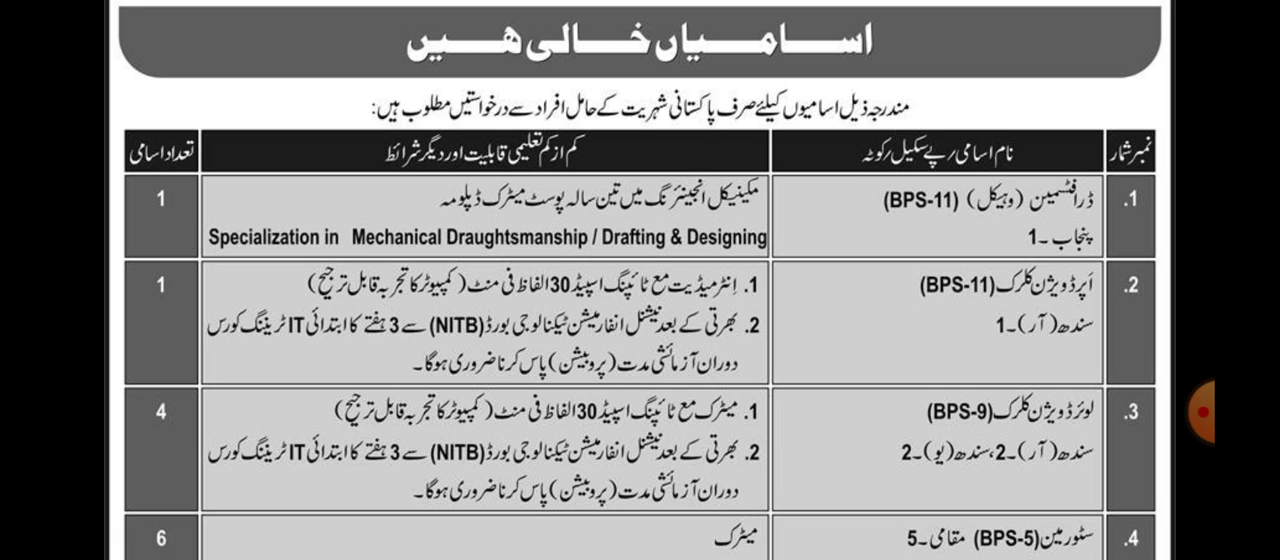 اسامیاں خالی ہیں
مندرجہ ذیل اسامیوں کیلئے صرف پاکستانی شہریت کے حامل افراد سے درخواستیں مطلوب ہیں:
نمبر شمار نام اسامی رپے سکیل رکوٹہ کم از کم تعلیمی قابلیت اور دیگر شرائط تعداد اسامی
1. ڈرافٹسمین (وہیکل) (BPS-11) مکینیکل انجینئرنگ میں تین سالہ پوسٹ میٹرک ڈپلومہ 1
پنجاب ۔1 Specialization in Mechanical Draughtsmanship / Drafting & Designing
2. اَپر ڈویژن کلرک (BPS-11) 1. اِنٹرمیڈیٹ مع ٹائپنگ اسپیڈ 30 الفاظ فی منٹ (کمپیوٹر کا تجربہ قابل ترجیح) 1
سندھ (آر)۔1 2. بھرتی کے بعد نیشنل انفارمیشن ٹیکنالوجی بورڈ (NITB) سے 3 ہفتے کا ابتدائی IT ٹریننگ کورس
دوران آزمائشی مدت (پروبیشن) پاس کرنا ضروری ہوگا۔
3. لوئر ڈویژن کلرک (BPS-9) 1. میٹرک مع ٹائپنگ اسپیڈ 30 الفاظ فی منٹ (کمپیوٹر کا تجربہ قابل ترجیح) 4
سندھ (آر)۔2، سندھ (یو)۔2 2. بھرتی کے بعد نیشنل انفارمیشن ٹیکنالوجی بورڈ (NITB) سے 3 ہفتے کا ابتدائی IT ٹریننگ کورس
دوران آزمائشی مدت (پروبیشن) پاس کرنا ضروری ہوگا۔
4. سٹورمین (BPS-5) مقامی۔5 میٹرک 6